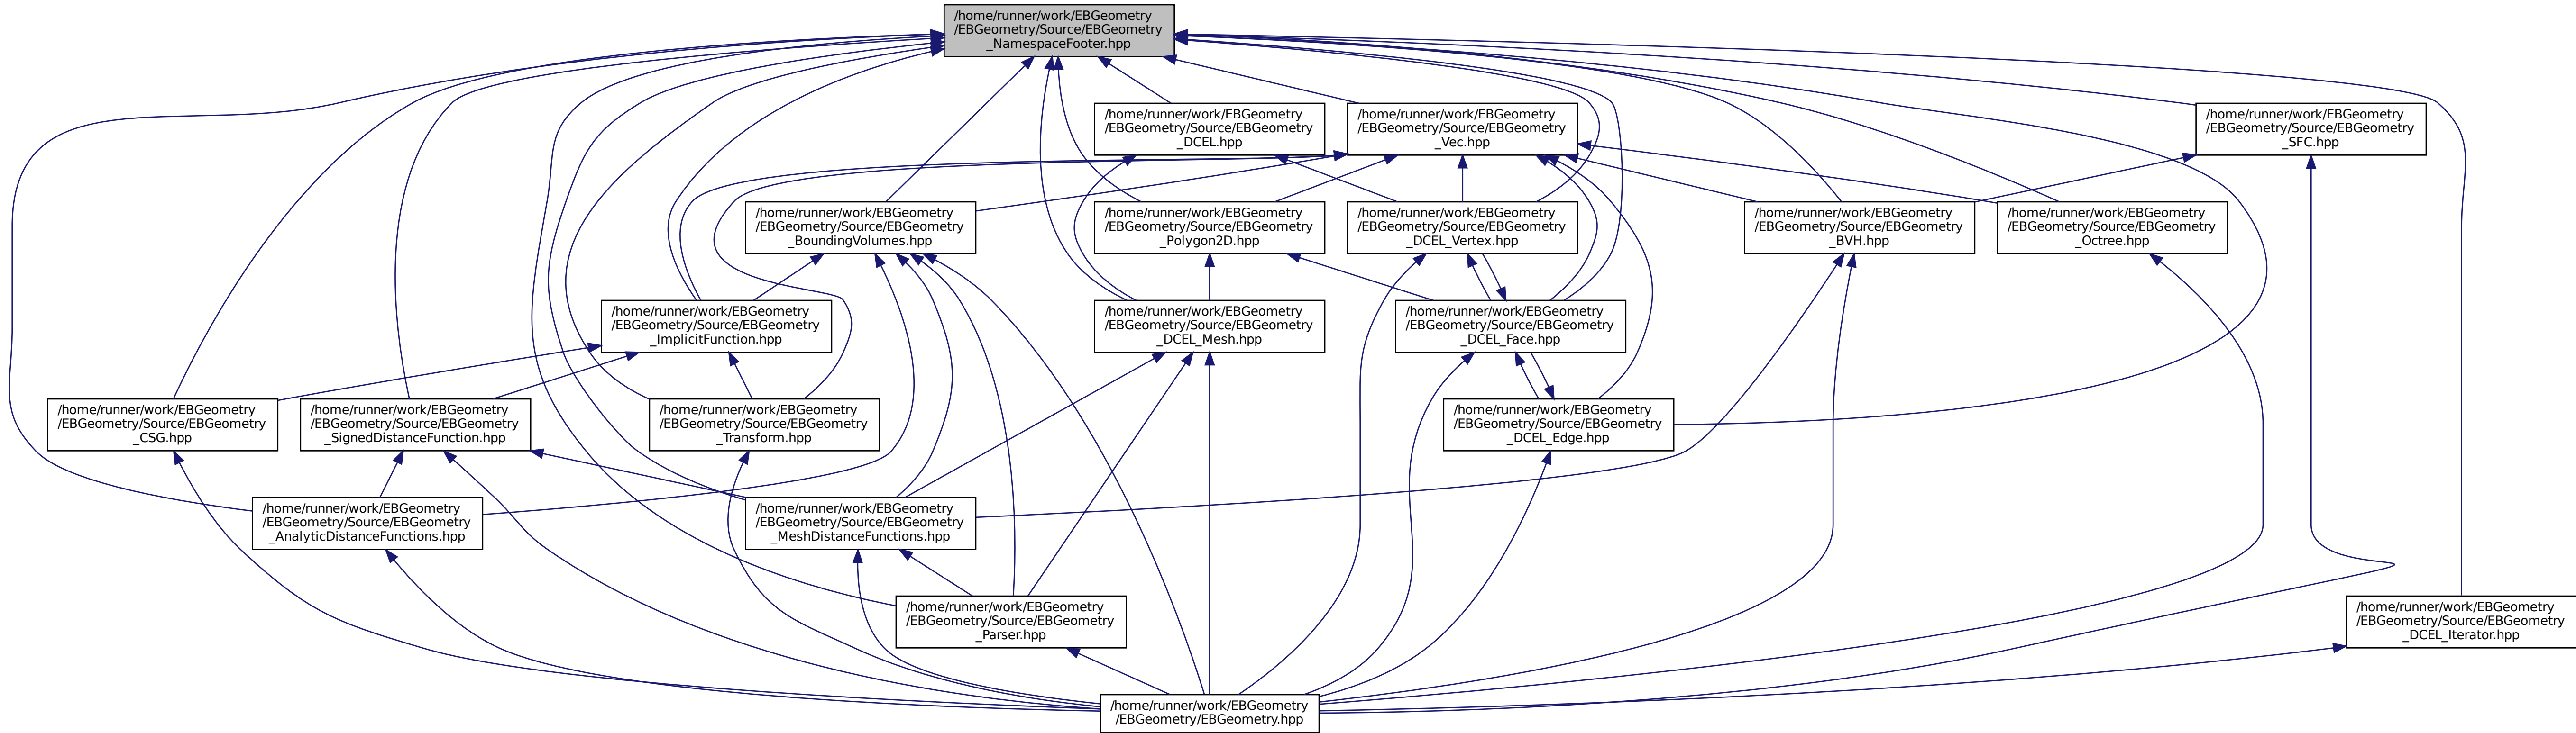 /home/runner/work/EBGeometry
/EBGeometry/Source/EBGeometry
_NamespaceFooter.hpp
/home/runner/work/EBGeometry
/EBGeometry/Source/EBGeometry
_DCEL.hpp
/home/runner/work/EBGeometry
/EBGeometry/Source/EBGeometry
_Vec.hpp
/home/runner/work/EBGeometry
/EBGeometry/Source/EBGeometry
_SFC.hpp
/home/runner/work/EBGeometry
/EBGeometry/Source/EBGeometry
_BoundingVolumes.hpp
/home/runner/work/EBGeometry
/EBGeometry/Source/EBGeometry
_Polygon2D.hpp
/home/runner/work/EBGeometry
/EBGeometry/Source/EBGeometry
_DCEL_Vertex.hpp
/home/runner/work/EBGeometry
/EBGeometry/Source/EBGeometry
_BVH.hpp
/home/runner/work/EBGeometry
/EBGeometry/Source/EBGeometry
_Octree.hpp
/home/runner/work/EBGeometry
/EBGeometry/Source/EBGeometry
_ImplicitFunction.hpp
/home/runner/work/EBGeometry
/EBGeometry/Source/EBGeometry
_DCEL_Mesh.hpp
/home/runner/work/EBGeometry
/EBGeometry/Source/EBGeometry
_DCEL_Face.hpp
/home/runner/work/EBGeometry
/EBGeometry/Source/EBGeometry
_CSG.hpp
/home/runner/work/EBGeometry
/EBGeometry/Source/EBGeometry
_SignedDistanceFunction.hpp
/home/runner/work/EBGeometry
/EBGeometry/Source/EBGeometry
_Transform.hpp
/home/runner/work/EBGeometry
/EBGeometry/Source/EBGeometry
_DCEL_Edge.hpp
/home/runner/work/EBGeometry
/EBGeometry/Source/EBGeometry
_AnalyticDistanceFunctions.hpp
/home/runner/work/EBGeometry
/EBGeometry/Source/EBGeometry
_MeshDistanceFunctions.hpp
/home/runner/work/EBGeometry
/EBGeometry/Source/EBGeometry
_Parser.hpp
/home/runner/work/EBGeometry
/EBGeometry/Source/EBGeometry
_DCEL_Iterator.hpp
/home/runner/work/EBGeometry
/EBGeometry/EBGeometry.hpp